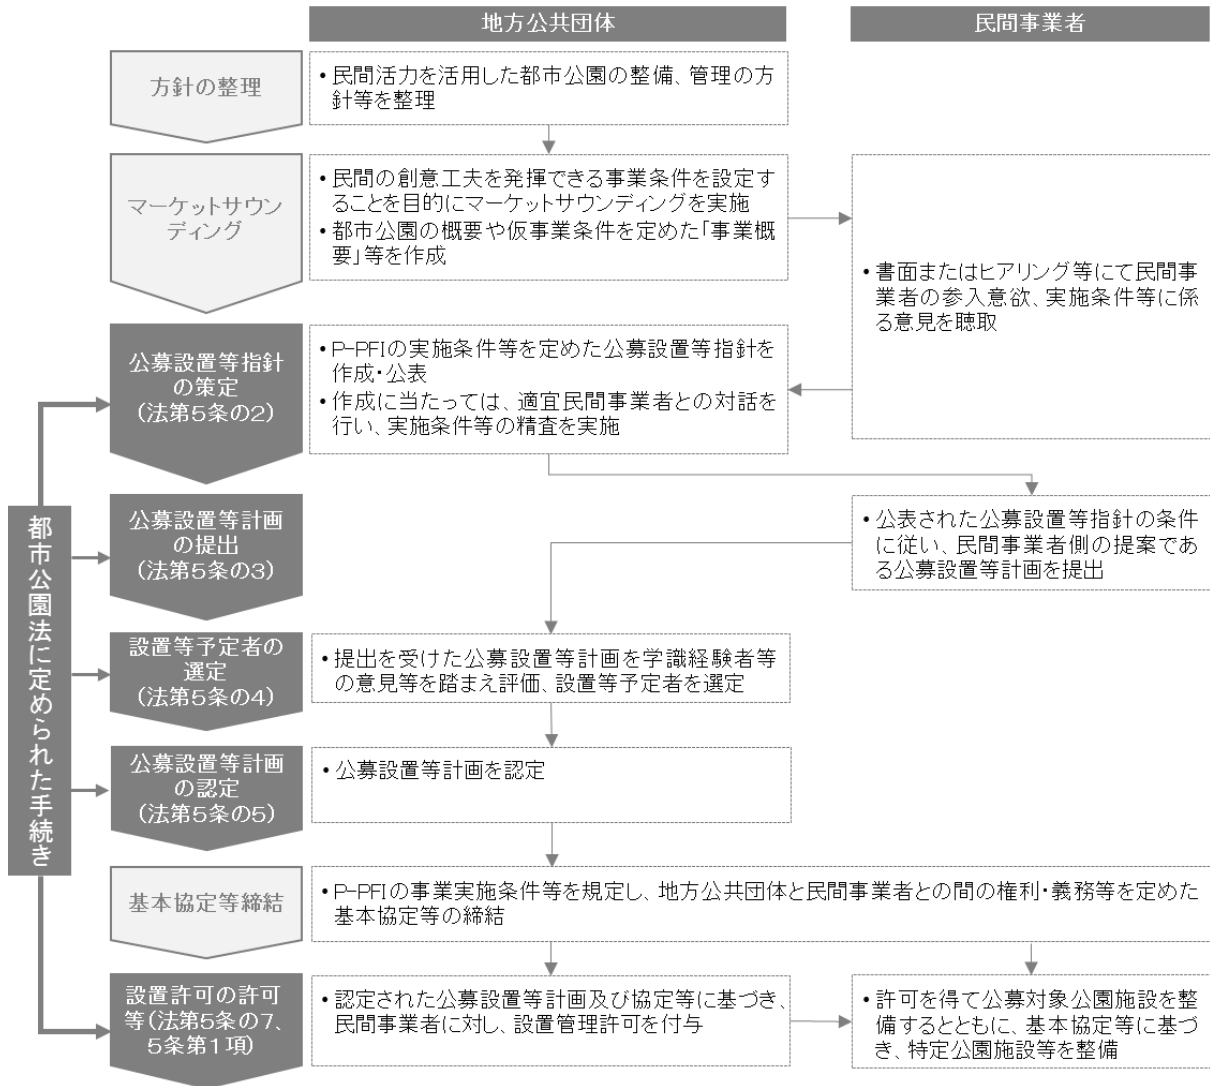 地方公共団体
民間事業者
方針の整理
•民間活力を活用した都市公園の整備、管理の方
針等を整理
マーケットサウン
ディング
•民間の創意工夫を発揮できる事業条件を設定す
ることを目的にマーケットサウンディングを実施
•都市公園の概要や仮事業条件を定めた「事業概
要」等を作成
•書面またはヒアリング等にて民間事
業者の参入意欲、実施条件等に係
る意見を聴取
公募設置等指針
の策定
(法第5条の2)
•P-PFIの実施条件等を定めた公募設置等指針を
作成・公表
•作成に当たっては、適宜民間事業者との対話を
行い、実施条件等の精査を実施
都市公園法に定められた手続き
公募設置等計画
の提出
(法第5条の3)
•公表された公募設置等指針の条件
に従い、民間事業者側の提案であ
る公募設置等計画を提出
設置等予定者の
選定
(法第5条の4)
•提出を受けた公募設置等計画を学識経験者等
の意見等を踏まえ評価、設置等予定者を選定
公募設置等計画
の認定
(法第5条の5)
•公募設置等計画を認定
基本協定等締結
•P-PFIの事業実施条件等を規定し、地方公共団体と民間事業者との間の権利・義務等を定めた
基本協定等の締結
設置許可の許可
等(法第5条の7、
5条第1項)
•認定された公募設置等計画及び協定等に基づき、
民間事業者に対し、設置管理許可を付与
•許可を得て公募対象公園施設を整
備するとともに、基本協定等に基づ
き、特定公園施設等を整備